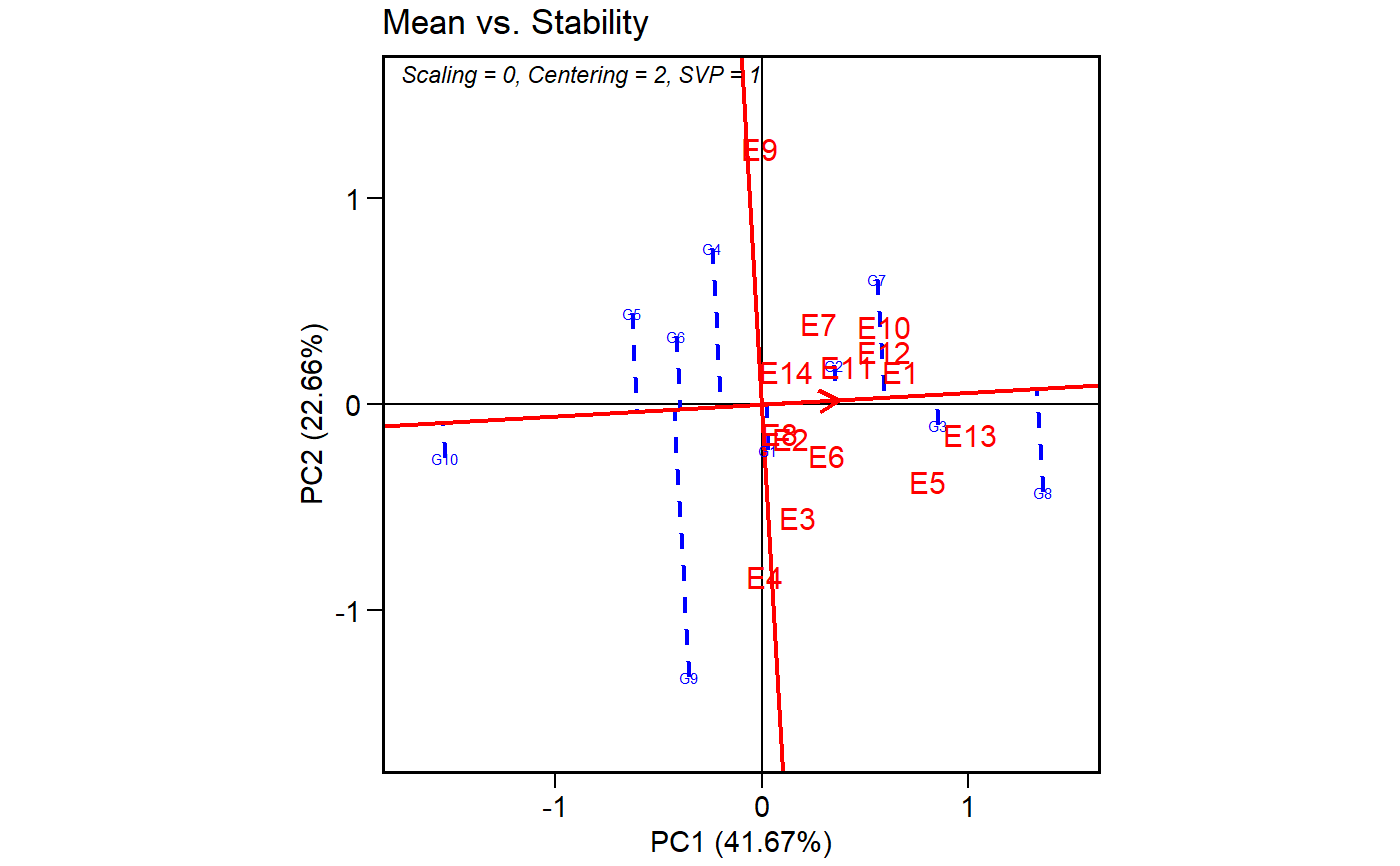 Mean vs. Stability
Scaling = 0, Centering = 2, SVP = 1
E9
1
G4
G7
G5
E7
E10
G6
E12
G2
E11
E14
E1
0
G3
E13
E8
E2
G1
E6
G10
E5
G8
E3
E4
-1
G9
-1
0
1
PC1 (41.67%)
PC2 (22.66%)